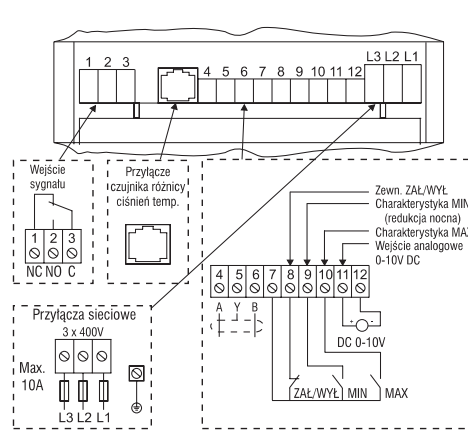 L3 L2 L1
1 2 3
4 5 6 7 8 9 10 11 12
Wejście
sygnału
1 2 3
NC NO C
Przyłącze
czujnika różnicy
ciśnień temp.
Zewn. ZAŁ/WYŁ
Charakterystyka MIN
(redukcja nocna)
Charakterystyka MAX
Wejście analogowe
0-10V DC
4 5 6 7 8 9 10 11 12
A Y B
+ -
DC 0-10V
ZAŁ/WYŁ MIN MAX
Przyłącza sieciowe
3 x 400V
Max.
10A
L3 L2 L1